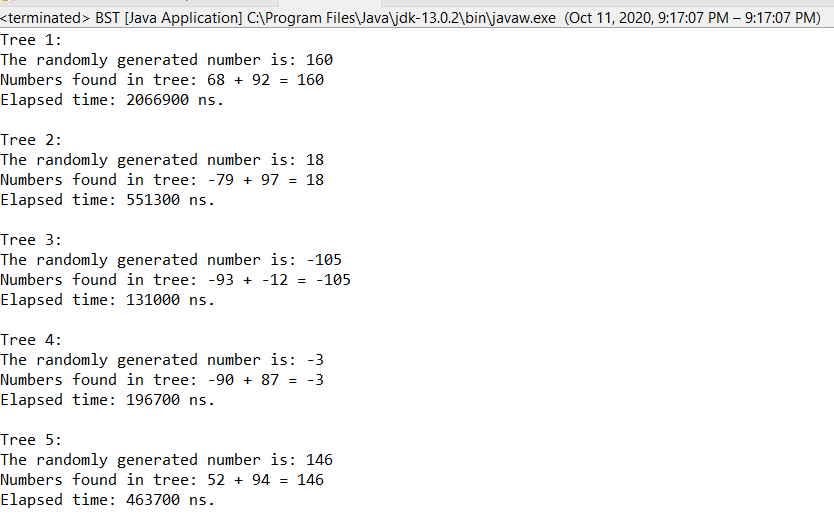 <terminated> BST [Java Application] C:\Program Files\Java\jdk-13.0.2\bin\javaw.exe (Oct 11, 2020, 9:17:07 PM – 9:17:07 PM)
Tree 1:
The randomly generated number is: 160
Numbers found in tree: 68 + 92 = 160
Elapsed time: 2066900 ns.

Tree 2:
The randomly generated number is: 18
Numbers found in tree: -79 + 97 = 18
Elapsed time: 551300 ns.

Tree 3:
The randomly generated number is: -105
Numbers found in tree: -93 + -12 = -105
Elapsed time: 131000 ns.

Tree 4:
The randomly generated number is: -3
Numbers found in tree: -90 + 87 = -3
Elapsed time: 196700 ns.

Tree 5:
The randomly generated number is: 146
Numbers found in tree: 52 + 94 = 146
Elapsed time: 463700 ns.